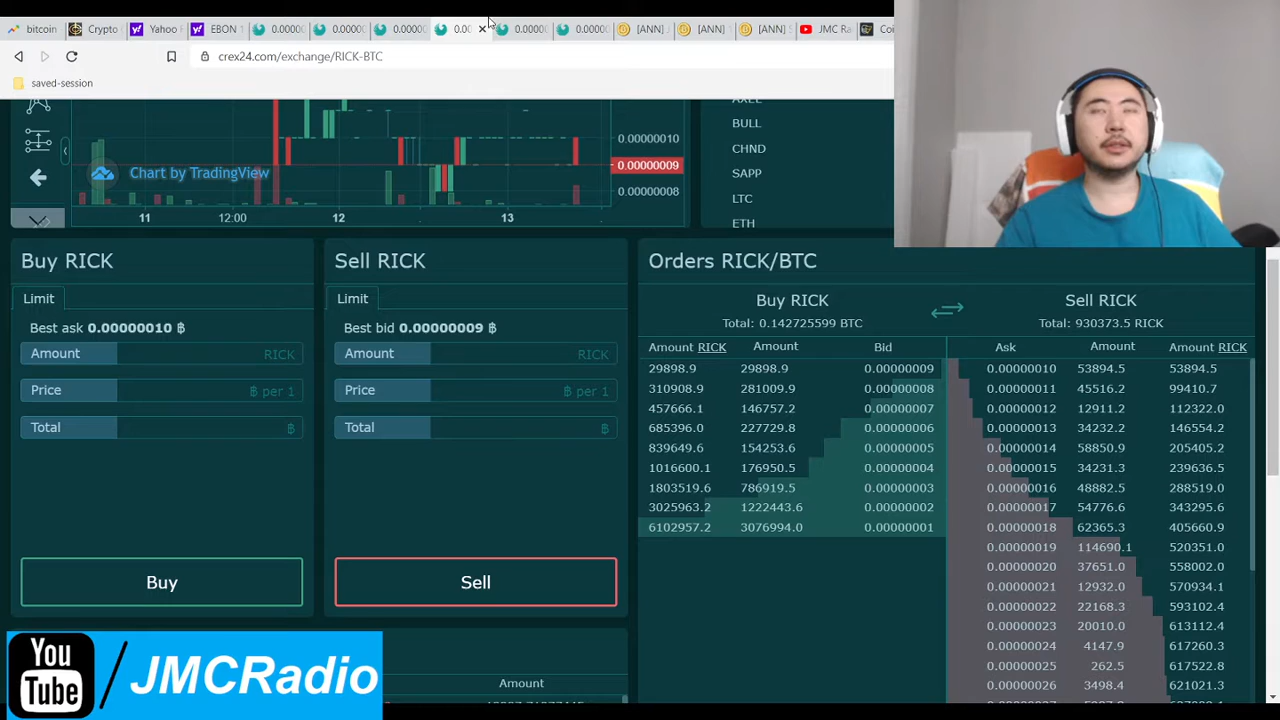 bitcoin
Crypto
Yahoo
EBON
0.0000
0.0000
0.0000
0.00
0.0000
0.0000
[ANN] J
[ANN]
[ANN] S
JMC Ra
Coi
crex24.com/exchange/RICK-BTC
saved-session
0.00000010
0.00000009
0.00000008
Chart by TradingView
11
12:00
12
13
BULL
CHND
SAPP
LTC
ETH
Buy RICK
Limit
Best ask 0.00000010 ฿
Amount RICK
Price ฿ per 1
Total ฿
Buy
Sell RICK
Limit
Best bid 0.00000009 ฿
Amount RICK
Price ฿ per 1
Total ฿
Sell
Orders RICK/BTC
Buy RICK
Total: 0.142725599 BTC
Sell RICK
Total: 930373.5 RICK
Amount RICK Amount Bid Ask Amount Amount RICK
29898.9 29898.9 0.00000009 0.00000010 53894.5 53894.5
310908.9 281009.9 0.00000008 0.00000011 45516.2 99410.7
457666.1 146757.2 0.00000007 0.00000012 12911.2 112322.0
685396.0 227729.8 0.00000006 0.00000013 34232.2 146554.2
839649.6 154253.6 0.00000005 0.00000014 58850.9 205405.2
1016600.1 176950.5 0.00000004 0.00000015 34231.3 239636.5
1803519.6 786919.5 0.00000003 0.00000016 48882.5 288519.0
3025963.2 1222443.6 0.00000002 0.00000017 54776.6 343295.6
6102957.2 3076994.0 0.00000001 0.00000018 62365.3 405660.9
0.00000019 114690.1 520351.0
0.00000020 37651.0 558002.0
0.00000021 12932.0 570934.1
0.00000022 22168.3 593102.4
0.00000023 20010.0 613112.4
0.00000024 4147.9 617260.3
0.00000025 262.5 617522.8
0.00000026 3498.4 621021.3
Amount
You Tube /JMCRadio